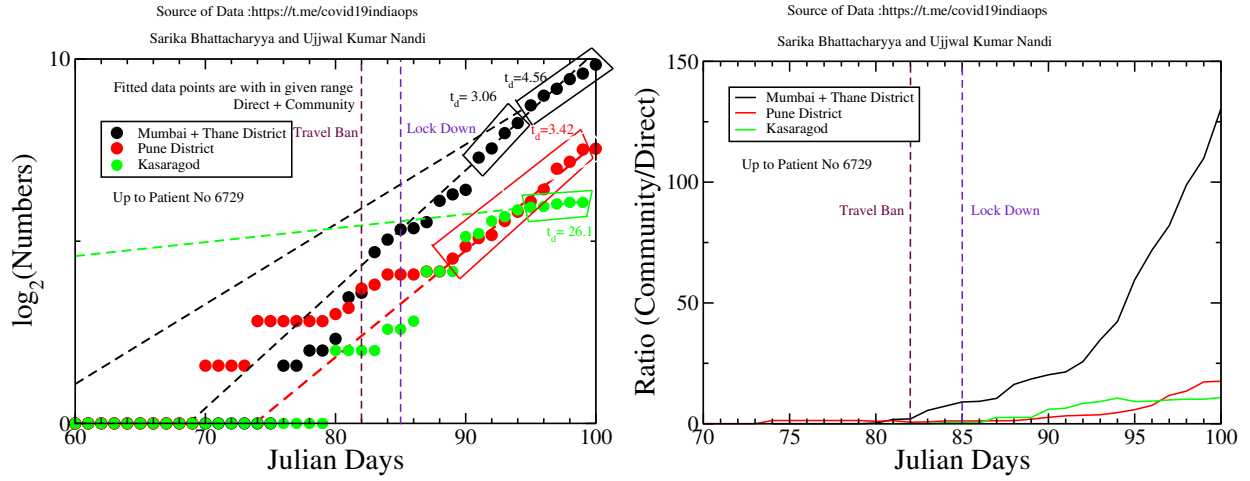 Source of Data :https://t.me/covid19indiaops
Sarika Bhattacharyya and Ujjwal Kumar Nandi
10
Fitted data points are with in given range
Direct + Community
t_d=4.56
t_d= 3.06
Mumbai + Thane District
Pune District
Kasaragod
Travel Ban
Lock Down
t_d=3.42
Up to Patient No 6729
t_d= 26.1
log_2(Numbers)
0
60
70
80
90
100
Julian Days
Source of Data :https://t.me/covid19indiaops
Sarika Bhattacharyya and Ujjwal Kumar Nandi
150
Mumbai + Thane District
Pune District
Kasaragod
100
Up to Patient No 6729
Travel Ban
Lock Down
50
0
Ratio (Community/Direct)
70
75
80
85
90
95
100
Julian Days